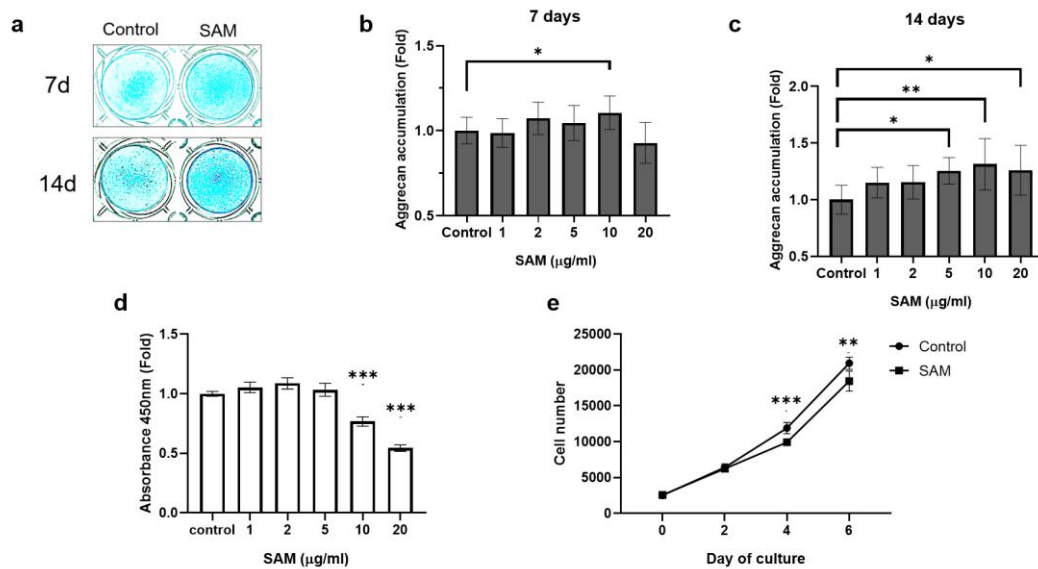 a
Control SAM
7d
14d
b
7 days
Aggrecan accumulation (Fold)
1.5
1.0
0.5
*
Control 1 2 5 10 20
SAM (μg/ml)
c
14 days
Aggrecan accumulation (Fold)
2.0
1.5
1.0
0.5
*
**
*
Control 1 2 5 10 20
SAM (μg/ml)
d
Absorbance 450nm (Fold)
1.5
1.0
0.5
0.0
***
***
control 1 2 5 10 20
SAM (μg/ml)
e
Cell number
25000
20000
15000
10000
5000
0
***
**
0 2 4 6
Day of culture
Control
SAM